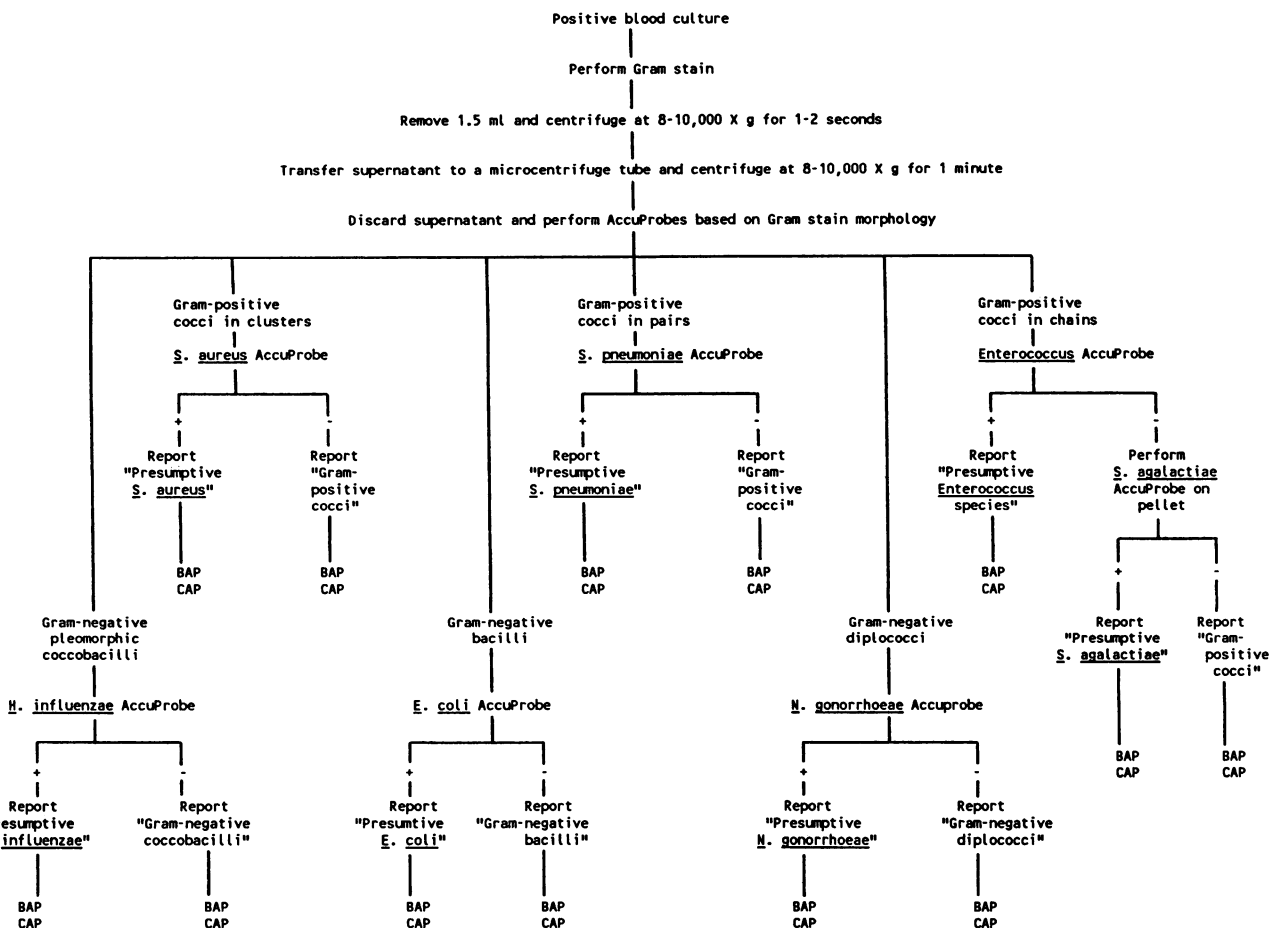 Positive blood culture
Perform Gram stain
Remove 1.5 ml and centrifuge at 8-10,000 X g for 1-2 seconds
Transfer supernatant to a microcentrifuge tube and centrifuge at 8-10,000 X g for 1 minute
Discard supernatant and perform AccuProbes based on Gram stain morphology
Gram-positive
cocci in clusters
S. aureus AccuProbe
+
-
Report
"Presumptive
S. aureus"
Report
"Gram-
positive
cocci"
BAP
CAP
BAP
CAP
Gram-positive
cocci in pairs
S. pneumoniae AccuProbe
+
-
Report
"Presumptive
S. pneumoniae"
Report
"Gram-
positive
cocci"
BAP
CAP
BAP
CAP
Gram-positive
cocci in chains
Enterococcus AccuProbe
+
-
Report
"Presumptive
Enterococcus
species"
BAP
CAP
Perform
S. agalactiae
AccuProbe on
pellet
+
-
Report
"Presumptive
S. agalactiae"
Report
"Gram-
positive
cocci"
BAP
CAP
BAP
CAP
Gram-negative
pleomorphic
coccobacilli
H. influenzae AccuProbe
+
-
Report
esumptive
influenzae"
Report
"Gram-negative
coccobacilli"
BAP
CAP
BAP
CAP
Gram-negative
bacilli
E. coli AccuProbe
+
-
Report
"Presumtive
E. coli"
Report
"Gram-negative
bacilli"
BAP
CAP
BAP
CAP
Gram-negative
diplococci
N. gonorrhoeae Accuprobe
+
-
Report
"Presumptive
N. gonorrhoeae"
Report
"Gram-negative
diplococci"
BAP
CAP
BAP
CAP